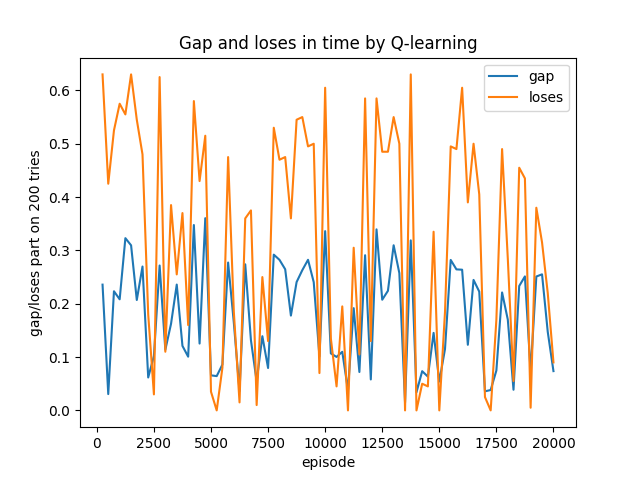 Gap and loses in time by Q-learning
gap
loses
gap/loses part on 200 tries
0.6
0.5
0.4
0.3
0.2
0.1
0.0
0 2500 5000 7500 10000 12500 15000 17500 20000
episode